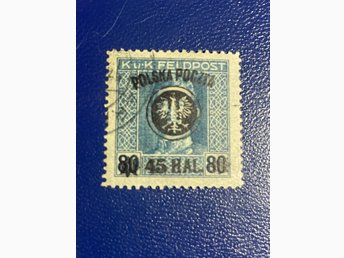 K.u.K. FELDPOST
POLSKA POCZTA
80 45 HAL. 80